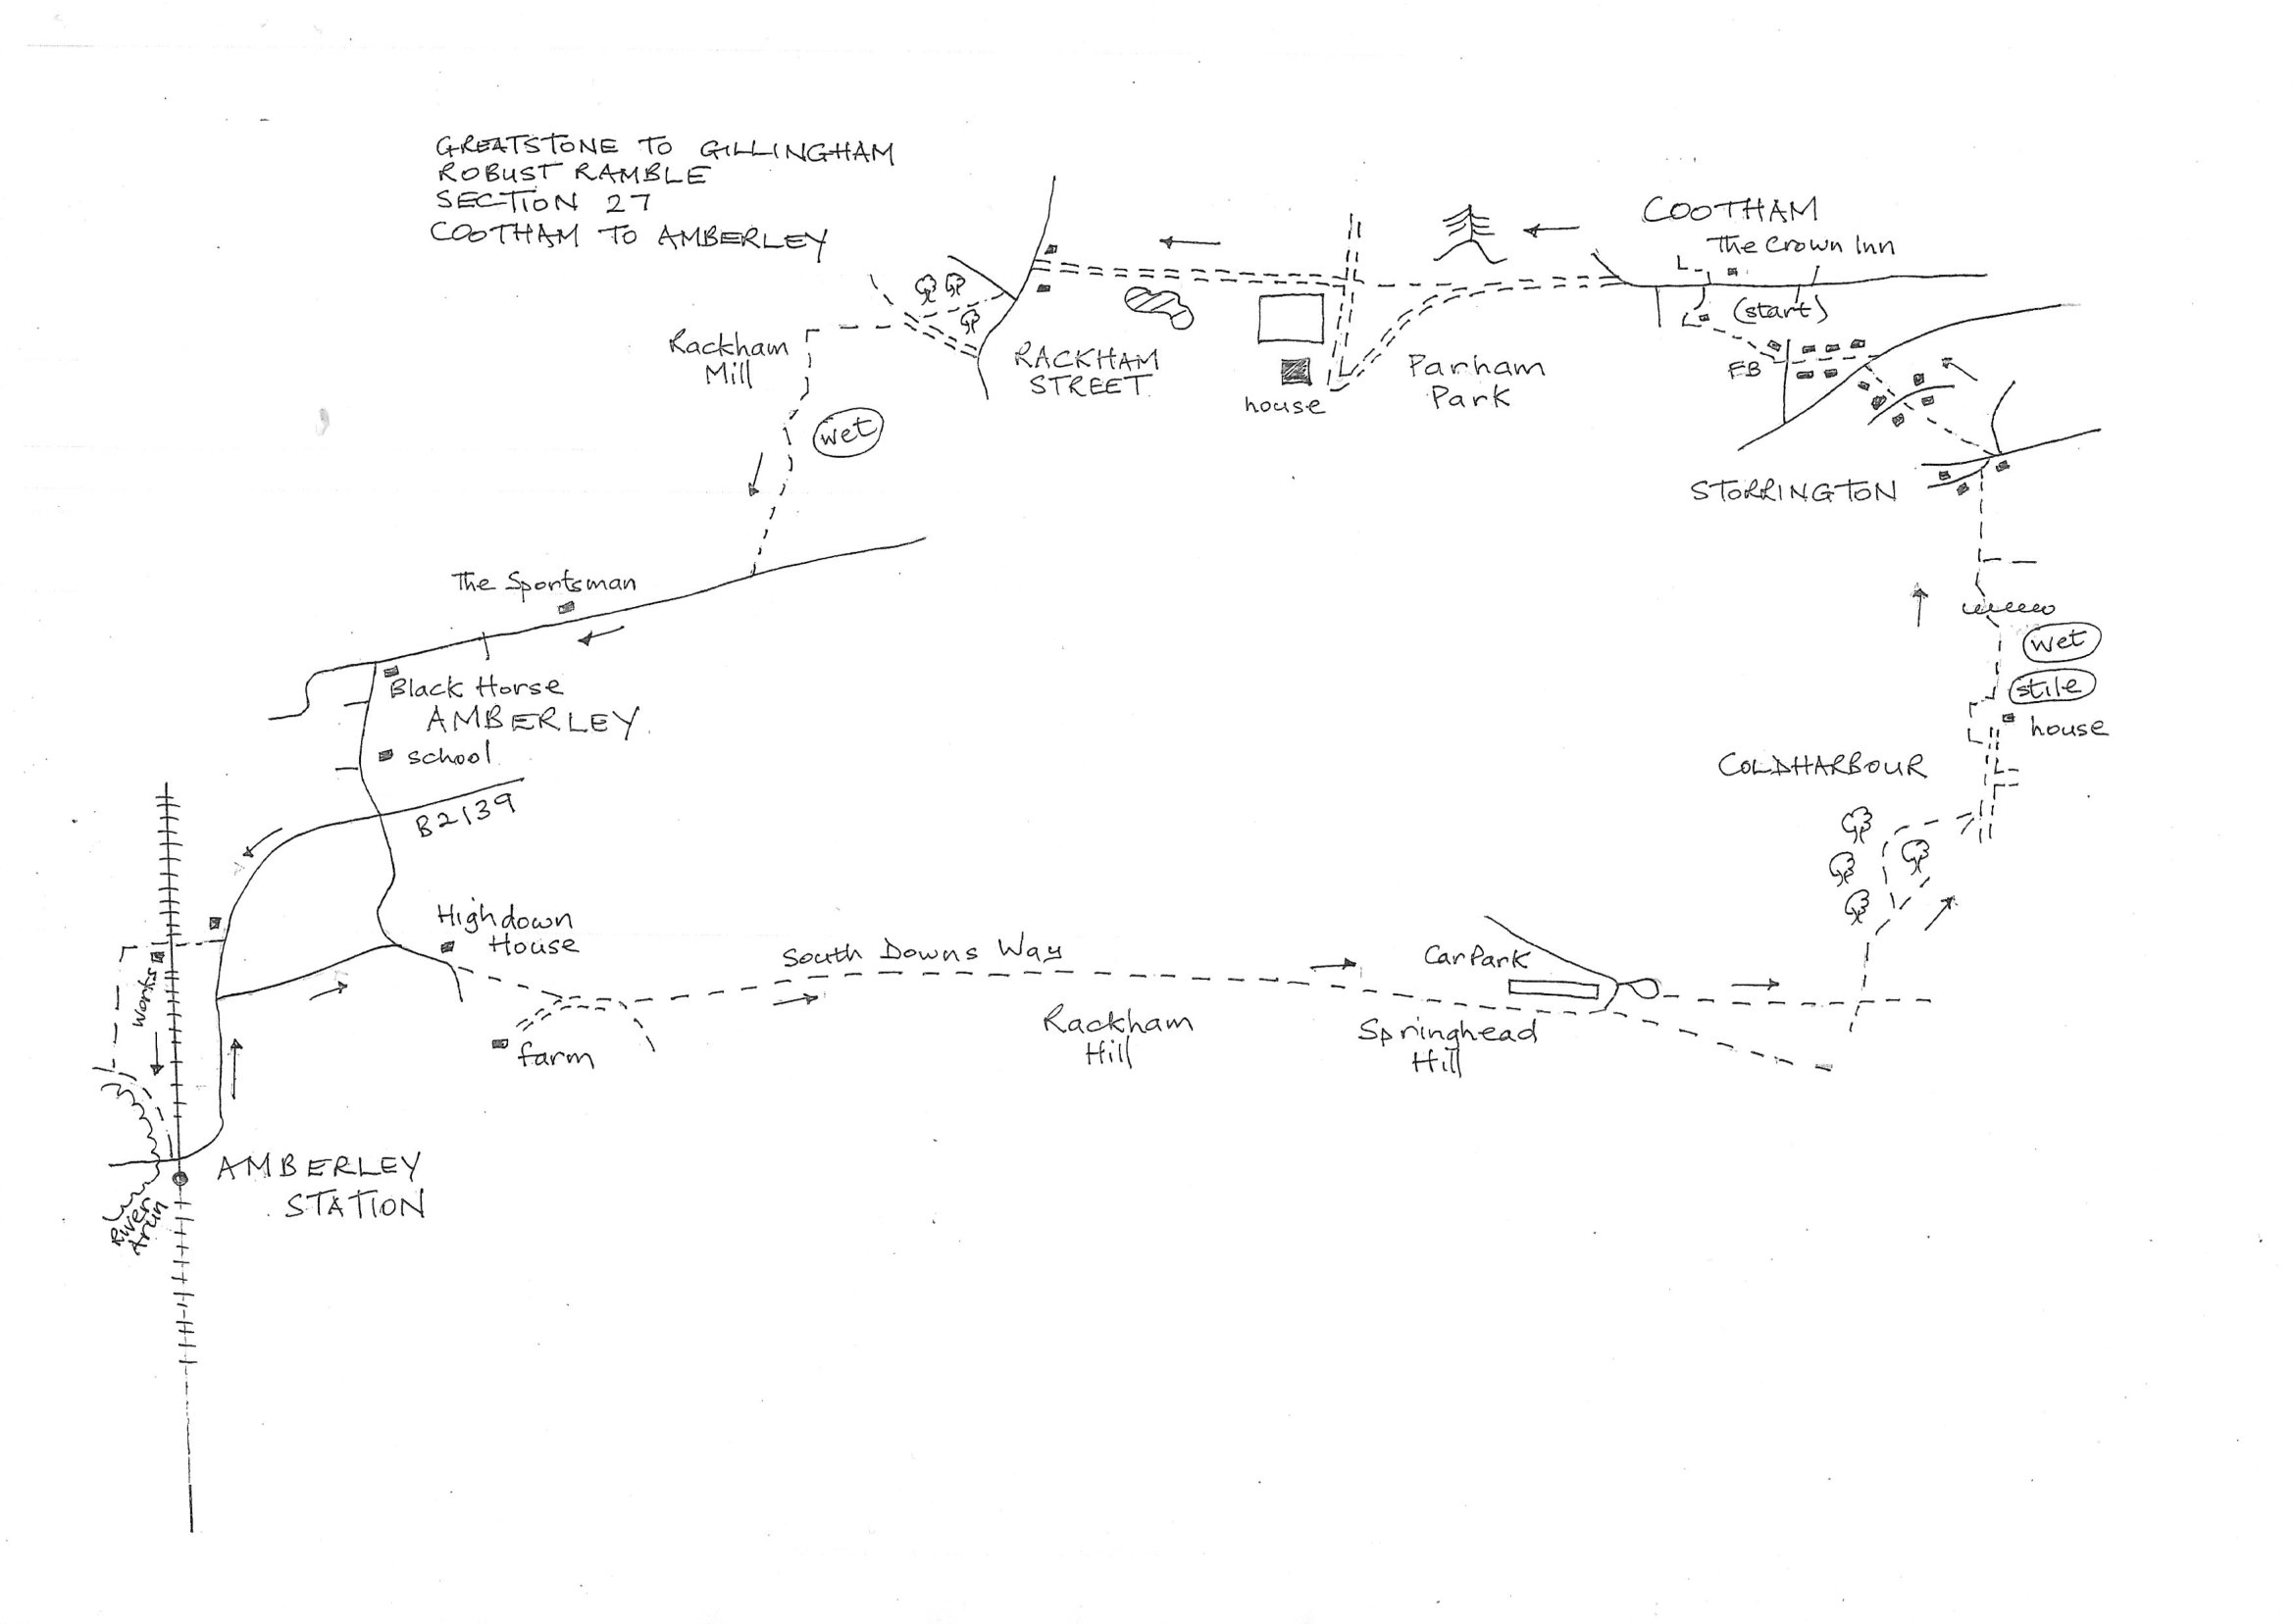 GREATSTONE TO GILLINGHAM
ROBUST RAMBLE
SECTION 27
COOTHAM TO AMBERLEY
COOTHAM
The Crown Inn
(start)
FB
Parham
Park
house
RACKHAM
STREET
Rackham
Mill
wet
STORRINGTON
The Sportsman
Black Horse
AMBERLEY
school
B2139
wet
stile
house
COLDHARBOUR
Highdown
House
South Downs Way
Car Park
farm
Rackham
Hill
Springhead
Hill
Works
AMBERLEY
STATION
River
Arun